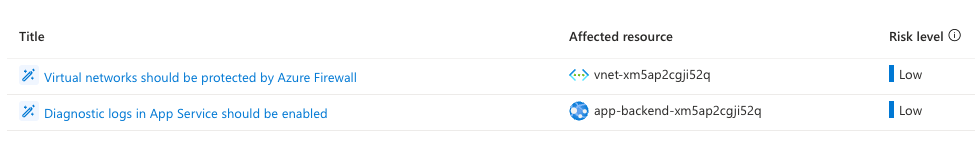 Title Affected resource Risk level
Virtual networks should be protected by Azure Firewall vnet-xm5ap2cgji52q Low
Diagnostic logs in App Service should be enabled app-backend-xm5ap2cgji52q Low